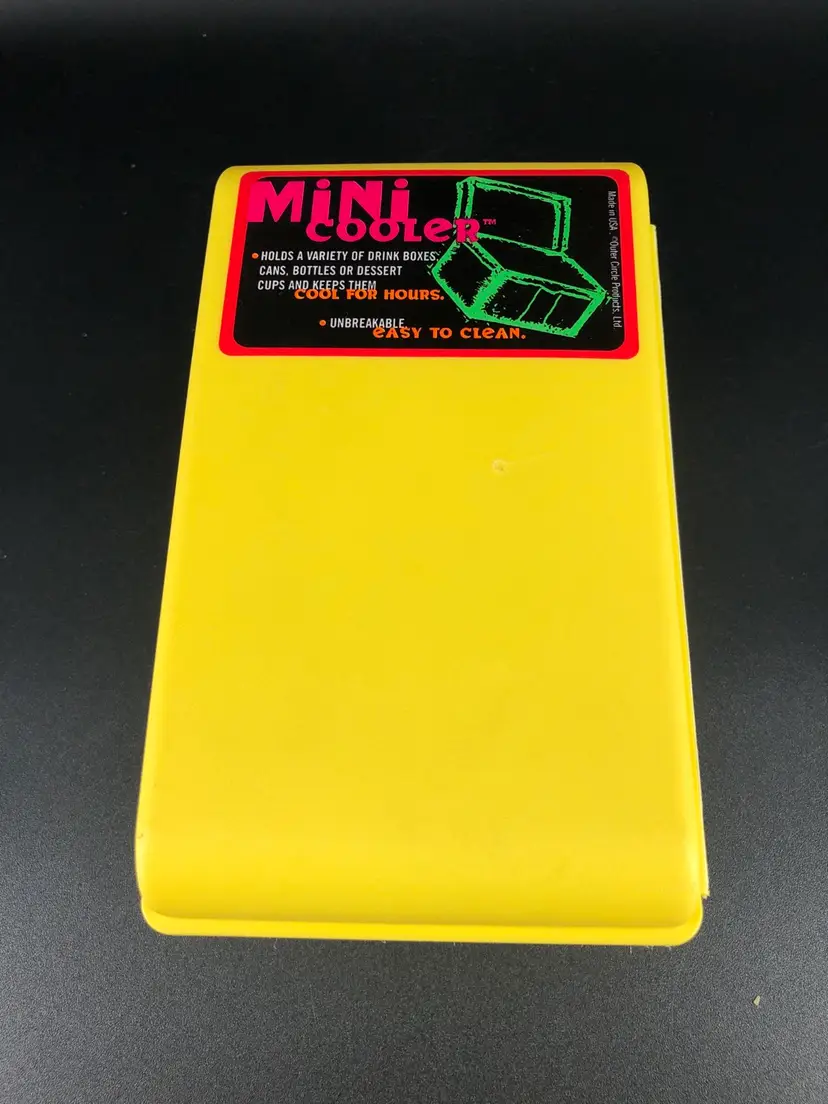 MiNi
COOLeR™
• HOLDS A VARIETY OF DRINK BOXES,
CANS, BOTTLES OR DESSERT
CUPS AND KEEPS THEM
COOL FOR HOURS.
• UNBREAKABLE,
eASY TO CLeAN.
Made in USA. ©Outer Circle Products, Ltd.